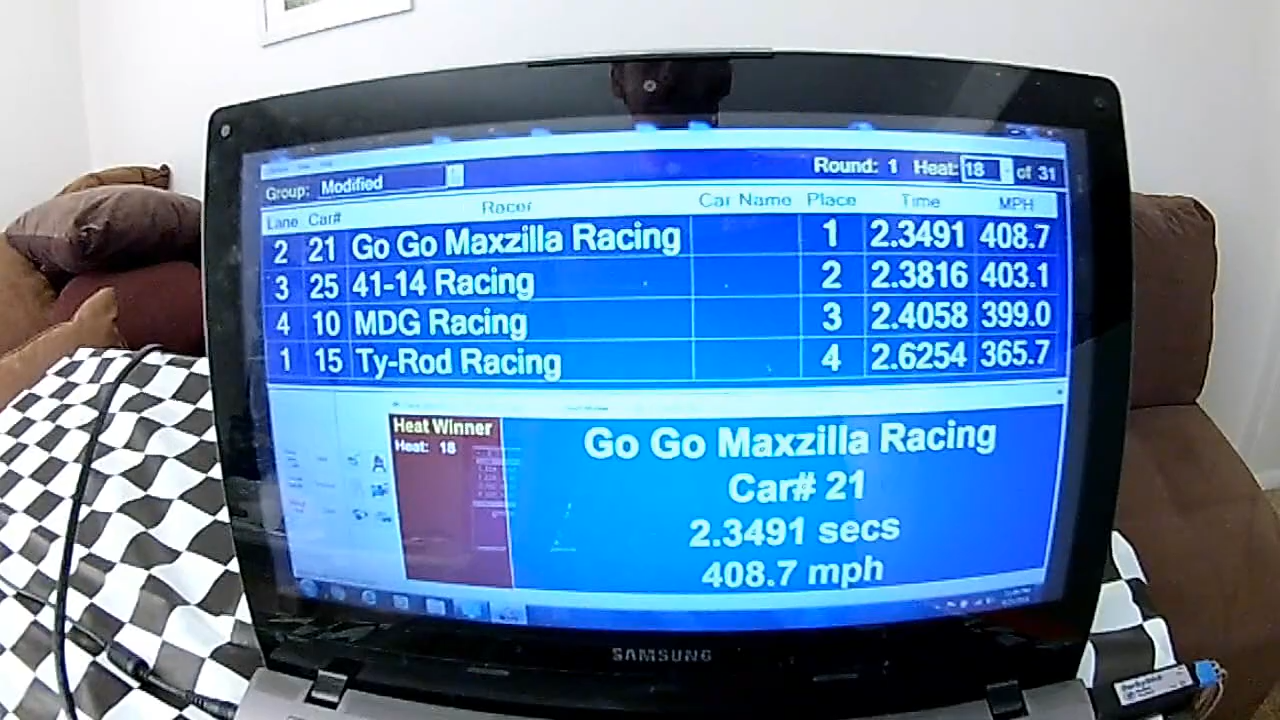 Group: Modified Round: 1 Heat: 18 of 31
Lane Car# Racer Car Name Place Time MPH
2 21 Go Go Maxzilla Racing 1 2.3491 408.7
3 25 41-14 Racing 2 2.3816 403.1
4 10 MDG Racing 3 2.4058 399.0
1 15 Ty-Rod Racing 4 2.6254 365.7
Heat Winner
Heat: 18
Go Go Maxzilla Racing
Car# 21
2.3491 secs
408.7 mph
SAMSUNG